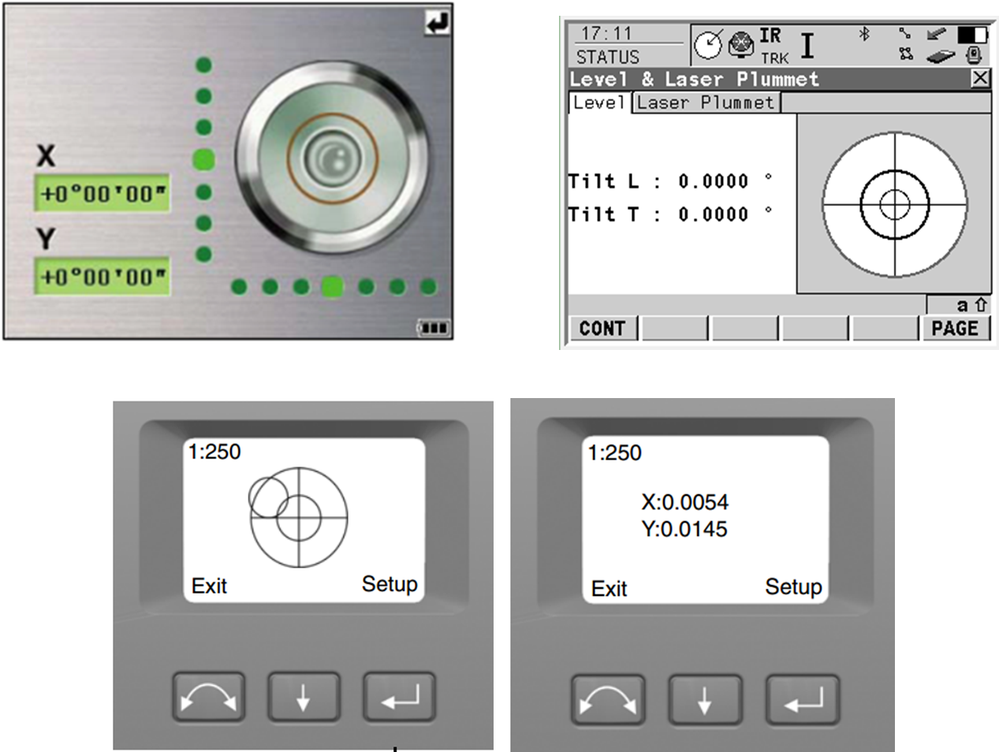 X
+0°00'00"
Y
+0°00'00"
17:11
STATUS
IR
TRK
I
Level & Laser Plummet
Level
Laser Plummet
Tilt L : 0.0000 °
Tilt T : 0.0000 °
a
CONT
PAGE
1:250
Exit
Setup
1:250
X:0.0054
Y:0.0145
Exit
Setup